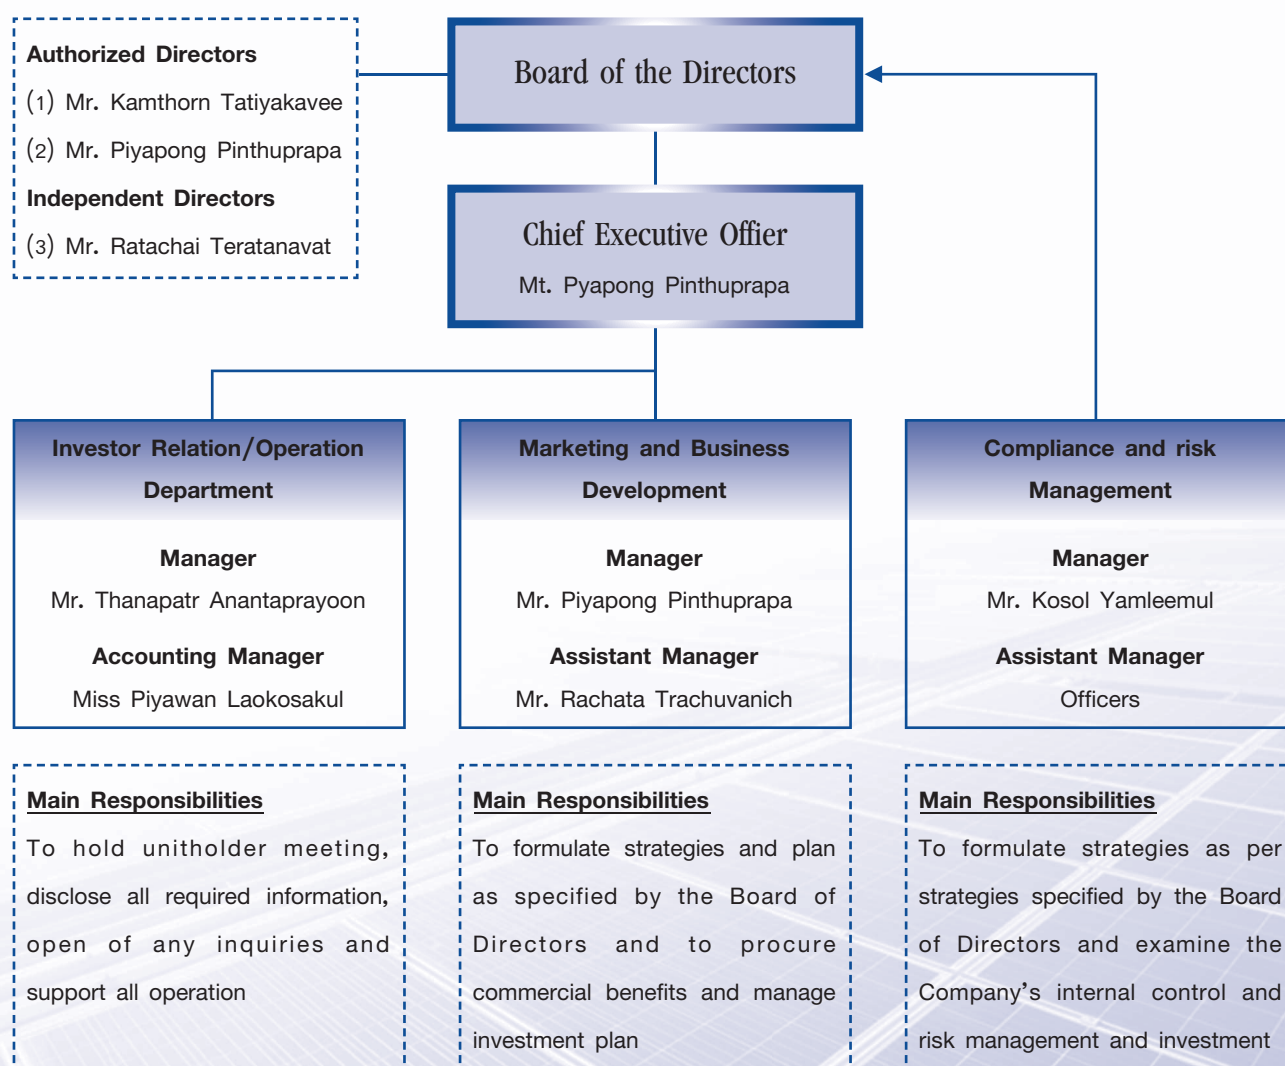 Authorized Directors
(1) Mr. Kamthorn Tatiyakavee
(2) Mr. Piyapong Pinthuprapa
Independent Directors
(3) Mr. Ratachai Teratanavat
Board of the Directors
Chief Executive Offier
Mt. Pyapong Pinthuprapa
Investor Relation/Operation
Department
Manager
Mr. Thanapatr Anantaprayoon
Accounting Manager
Miss Piyawan Laokosakul
Marketing and Business
Development
Manager
Mr. Piyapong Pinthuprapa
Assistant Manager
Mr. Rachata Trachuvanich
Compliance and risk
Management
Manager
Mr. Kosol Yamleemul
Assistant Manager
Officers
Main Responsibilities
To hold unitholder meeting,
disclose all required information,
open of any inquiries and
support all operation
Main Responsibilities
To formulate strategies and plan
as specified by the Board of
Directors and to procure
commercial benefits and manage
investment plan
Main Responsibilities
To formulate strategies as per
strategies specified by the Board
of Directors and examine the
Company's internal control and
risk management and investment